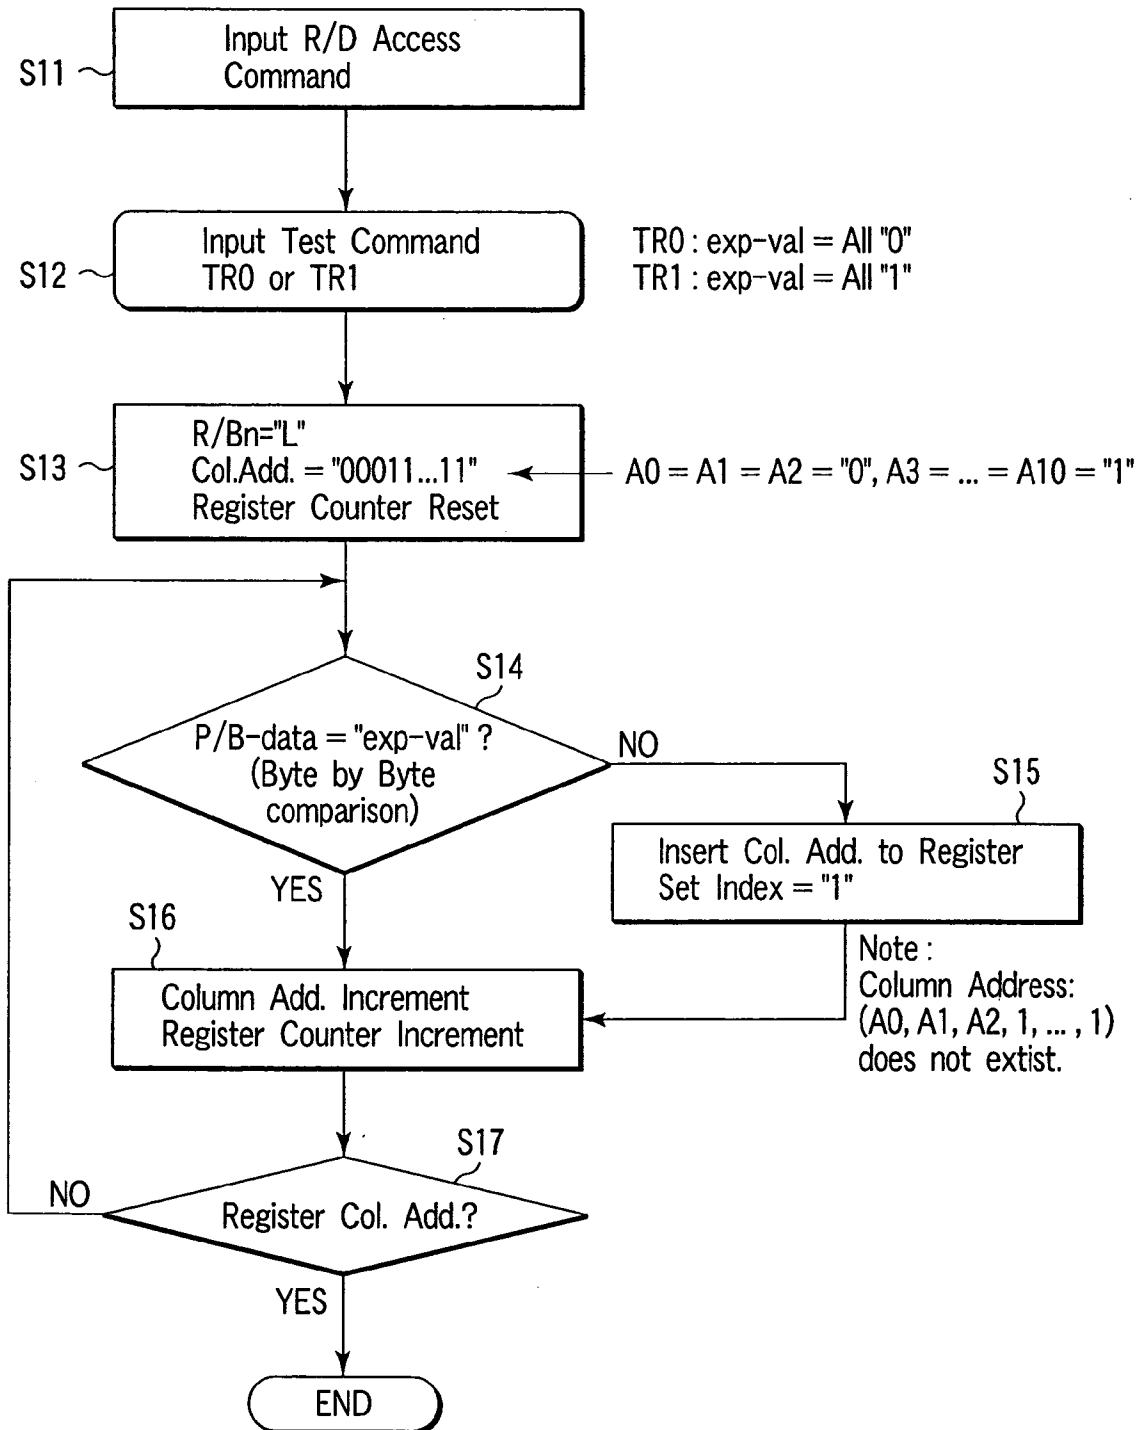 Input R/D Access
Command
S11
Input Test Command
TR0 or TR1
S12
TR0 : exp-val = All "0"
TR1 : exp-val = All "1"
R/Bn="L"
Col.Add. = "00011...11"
Register Counter Reset
S13
A0 = A1 = A2 = "0", A3 = ... = A10 = "1"
S14
P/B-data = "exp-val" ?
(Byte by Byte
comparison)
NO
YES
S15
Insert Col. Add. to Register
Set Index = "1"
Note :
Column Address:
(A0, A1, A2, 1, ... , 1)
does not extist.
S16
Column Add. Increment
Register Counter Increment
S17
Register Col. Add.?
NO
YES
END